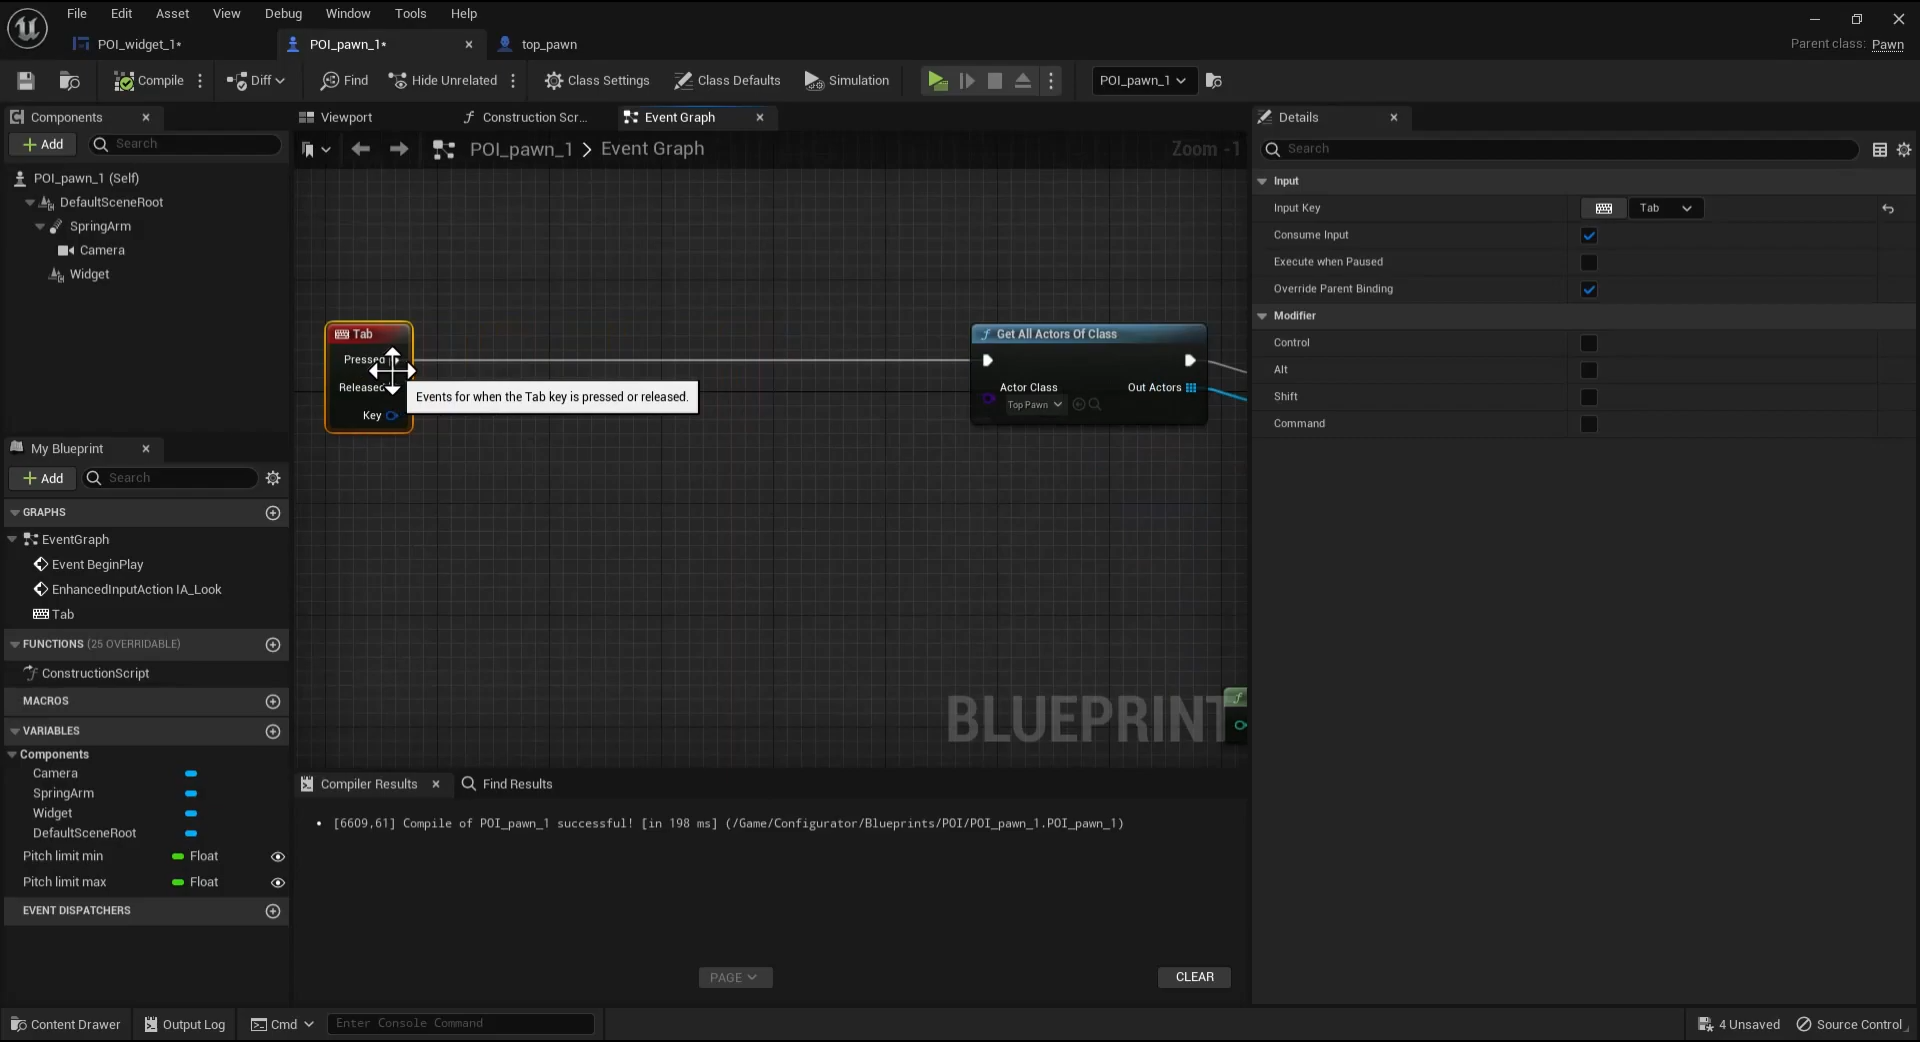 File Edit Asset View Debug Window Tools Help
POI_widget_1* POI_pawn_1* top_pawn
Parent class: Pawn
Compile Diff Find Hide Unrelated Class Settings Class Defaults Simulation POI_pawn_1
Components
Add Search
POI_pawn_1 (Self)
DefaultSceneRoot
SpringArm
Camera
Widget
My Blueprint
Add Search
GRAPHS
EventGraph
Event BeginPlay
EnhancedInputAction IA_Look
Tab
FUNCTIONS (25 OVERRIDABLE)
ConstructionScript
MACROS
VARIABLES
Components
Camera
SpringArm
Widget
DefaultSceneRoot
Pitch limit min Float
Pitch limit max Float
EVENT DISPATCHERS
Viewport Construction Scr... Event Graph
POI_pawn_1 > Event Graph Zoom -1
Tab
Pressed
Released
Key
Events for when the Tab key is pressed or released.
Get All Actors Of Class
Actor Class Out Actors
Top Pawn
BLUEPRINT
Compiler Results Find Results
• [6609,61] Compile of POI_pawn_1 successful! [in 198 ms] (/Game/Configurator/Blueprints/POI/POI_pawn_1.POI_pawn_1)
PAGE CLEAR
Details
Search
Input
Input Key Tab
Consume Input
Execute when Paused
Override Parent Binding
Modifier
Control
Alt
Shift
Command
Content Drawer Output Log Cmd Enter Console Command 4 Unsaved Source Control